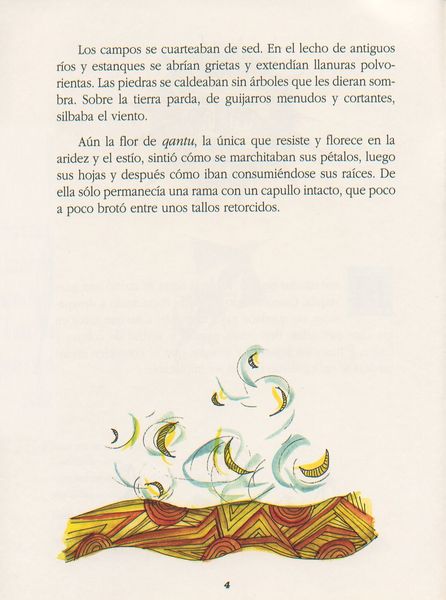 Los campos se cuarteaban de sed. En el lecho de antiguos
ríos y estanques se abrían grietas y extendían llanuras polvo-
rientas. Las piedras se caldeaban sin árboles que les dieran som-
bra. Sobre la tierra parda, de guijarros menudos y cortantes,
silbaba el viento.
Aún la flor de qantu, la única que resiste y florece en la
aridez y el estío, sintió cómo se marchitaban sus pétalos, luego
sus hojas y después cómo iban consumiéndose sus raíces. De
ella sólo permanecía una rama con un capullo intacto, que poco
a poco brotó entre unos tallos retorcidos.
4